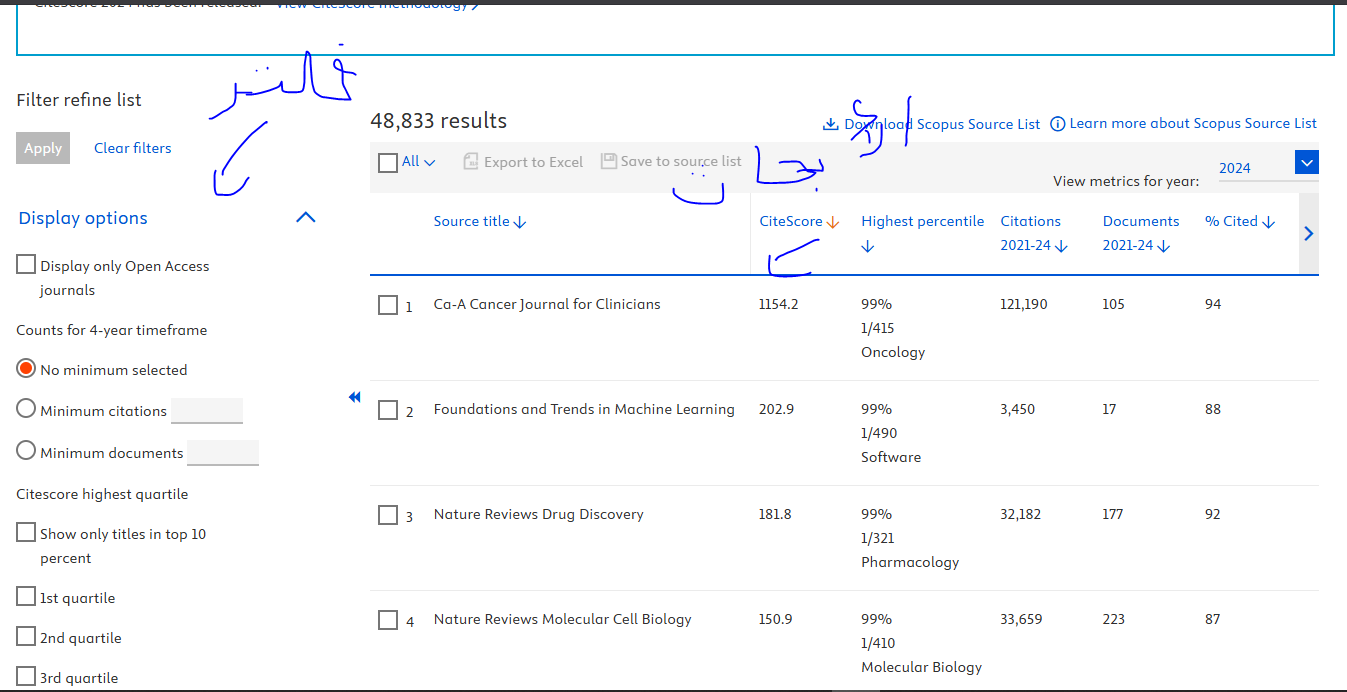 CiteScore 2024 has been released. View CiteScore methodology
Filter refine list
Apply Clear filters
Display options
Display only Open Access
journals
Counts for 4-year timeframe
No minimum selected
Minimum citations
Minimum documents
Citescore highest quartile
Show only titles in top 10
percent
1st quartile
2nd quartile
3rd quartile
48,833 results
Download Scopus Source List Learn more about Scopus Source List
All Export to Excel Save to source list
View metrics for year: 2024
Source title CiteScore Highest percentile Citations 2021-24 Documents 2021-24 % Cited
1 Ca-A Cancer Journal for Clinicians 1154.2 99% 121,190 105 94
1/415
Oncology
2 Foundations and Trends in Machine Learning 202.9 99% 3,450 17 88
1/490
Software
3 Nature Reviews Drug Discovery 181.8 99% 32,182 177 92
1/321
Pharmacology
4 Nature Reviews Molecular Cell Biology 150.9 99% 33,659 223 87
1/410
Molecular Biology